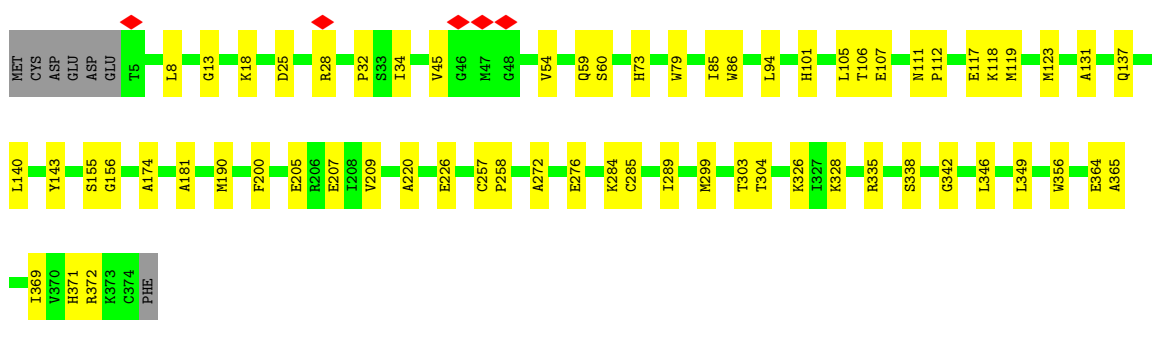 MET CYS ASP GLU ASP GLU T5 L8 G13 K18 D25 R28 P32 S33 I34 V45 G46 M47 G48 V54 Q59 S60 H73 W79 I85 W86 L94 H101 L105 T106 E107 N111 P112 E117 K118 M119 M123 A131 Q137
L140 Y143 S155 G156 A174 A181 M190 F200 E205 R206 E207 I208 V209 A220 E226 C257 P258 A272 E276 K284 C285 I289 M299 T303 T304 K326 I327 K328 R335 S338 G342 L346 L349 W356 E364 A365
I369 V370 H371 R372 K373 C374 PHE